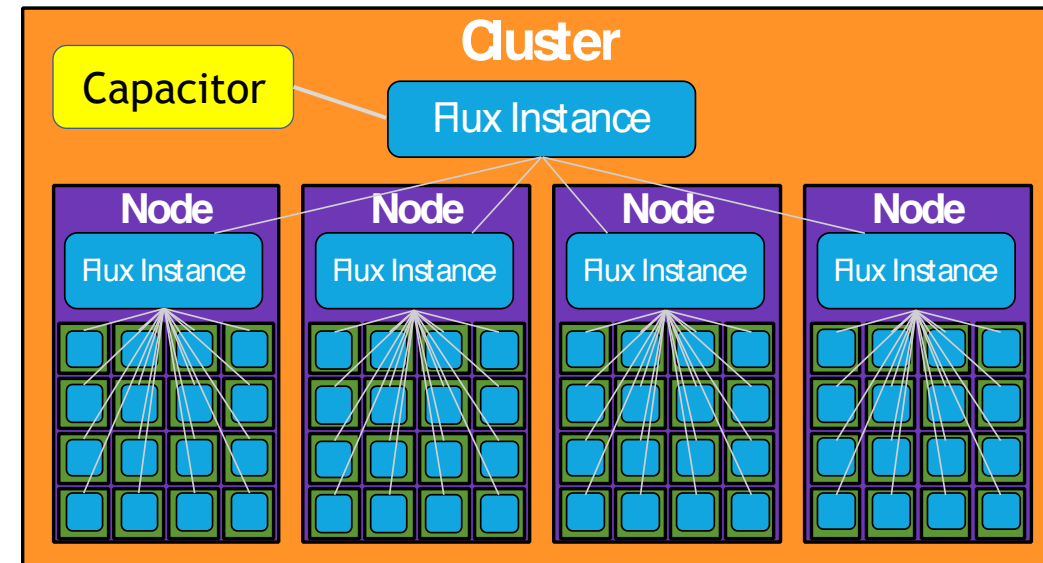 Cluster
Capacitor
Flux Instance
Node
Node
Node
Node
Flux Instance
Flux Instance
Flux Instance
Flux Instance